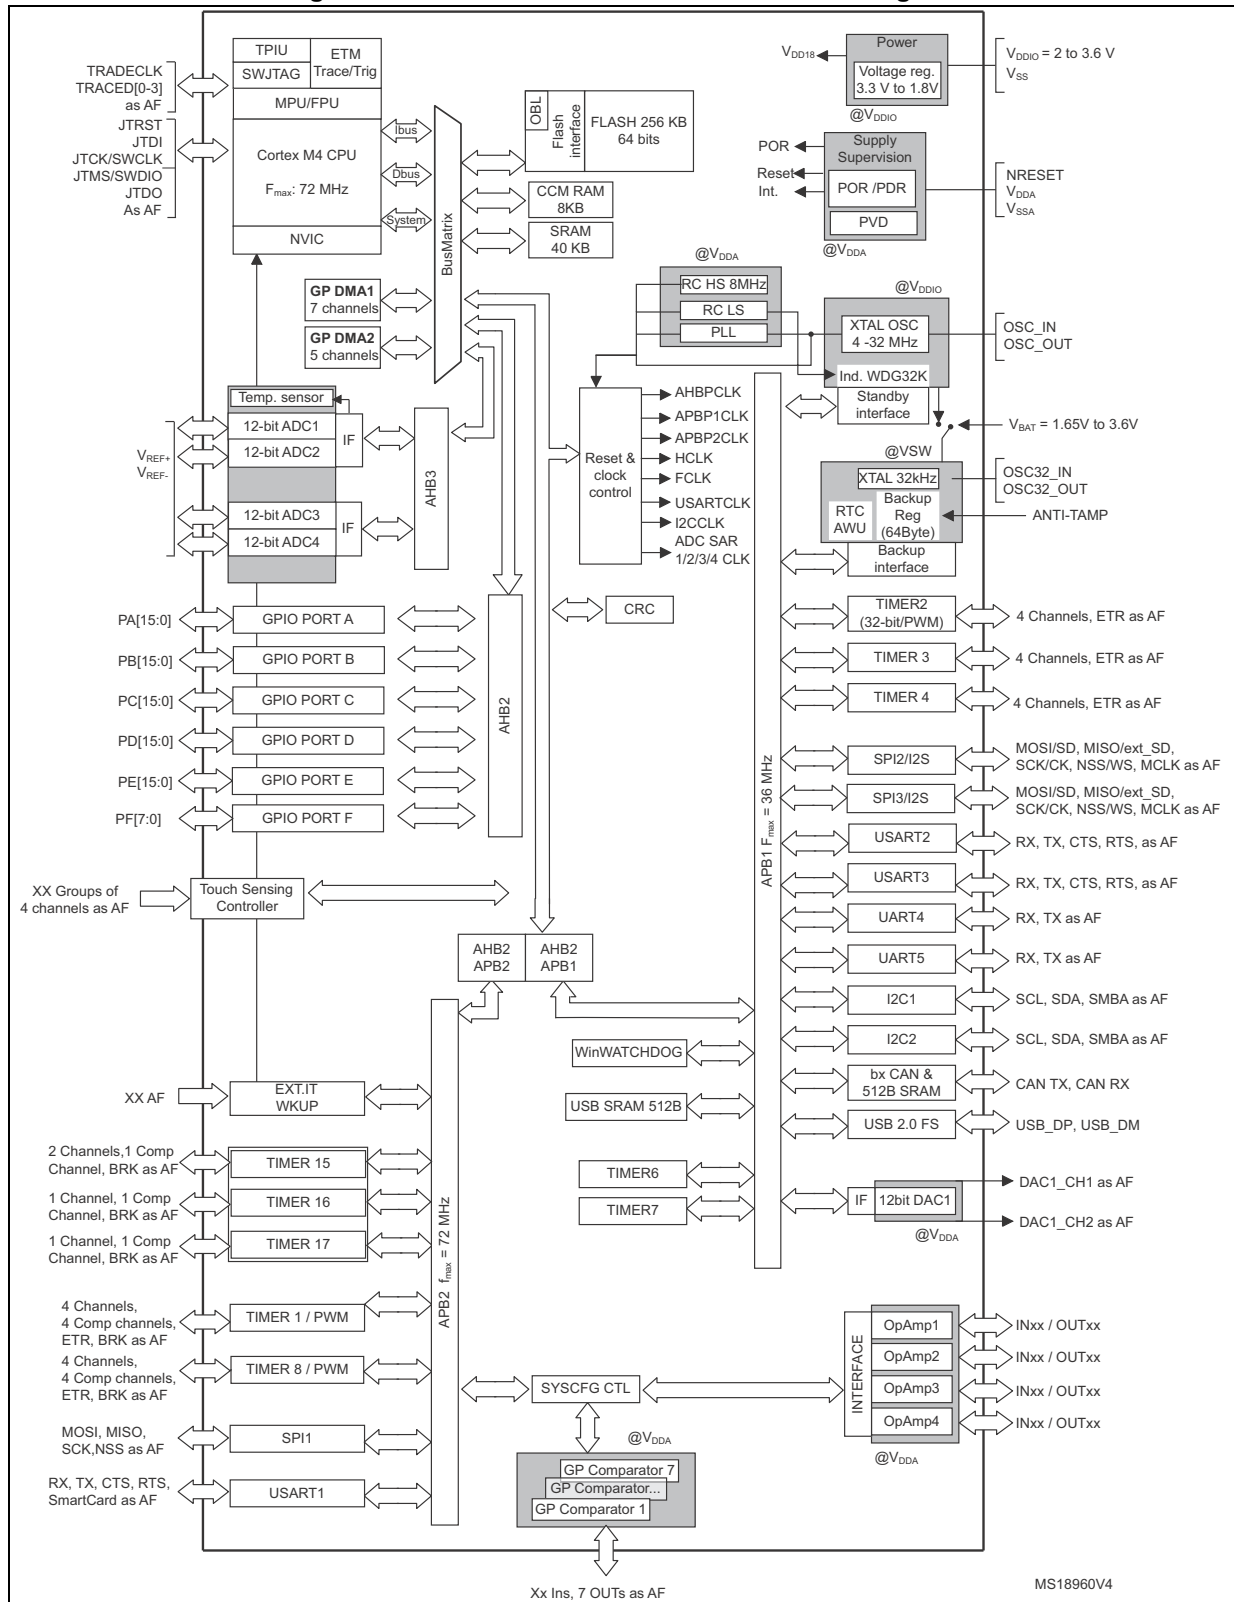 TPIU
ETM
Trace/Trig
SWJTAG
MPU/FPU
Cortex M4 CPU
Fmax: 72 MHz
NVIC
TRADECLK
TRACED[0-3]
as AF
JTRST
JTDI
JTCK/SWCLK
JTMS/SWDIO
JTDO
As AF
Ibus
Dbus
System
BusMatrix
OBL
Flash
interface
FLASH 256 KB
64 bits
CCM RAM
8KB
SRAM
40 KB
GP DMA1
7 channels
GP DMA2
5 channels
Power
VDD18
Voltage reg.
3.3 V to 1.8V
VDDIO = 2 to 3.6 V
VSS
@VDDIO
Supply
Supervision
POR
Reset
Int.
POR /PDR
PVD
NRESET
VDDA
VSSA
@VDDA
@VDDA
RC HS 8MHz
RC LS
PLL
@VDDIO
XTAL OSC
4 -32 MHz
OSC_IN
OSC_OUT
Ind. WDG32K
Standby
interface
VBAT = 1.65V to 3.6V
@VSW
XTAL 32kHz
OSC32_IN
OSC32_OUT
RTC
AWU
Backup
Reg
(64Byte)
ANTI-TAMP
Backup
interface
Reset &
clock
control
AHBPCLK
APBP1CLK
APBP2CLK
HCLK
FCLK
USARTCLK
I2CCLK
ADC SAR
1/2/3/4 CLK
Temp. sensor
12-bit ADC1
12-bit ADC2
IF
VREF+
VREF-
12-bit ADC3
12-bit ADC4
IF
AHB3
CRC
AHB2
PA[15:0]
GPIO PORT A
PB[15:0]
GPIO PORT B
PC[15:0]
GPIO PORT C
PD[15:0]
GPIO PORT D
PE[15:0]
GPIO PORT E
PF[7:0]
GPIO PORT F
XX Groups of
4 channels as AF
Touch Sensing
Controller
AHB2
APB2
AHB2
APB1
APB1 Fmax = 36 MHz
TIMER2
(32-bit/PWM)
4 Channels, ETR as AF
TIMER 3
4 Channels, ETR as AF
TIMER 4
4 Channels, ETR as AF
SPI2/I2S
MOSI/SD, MISO/ext_SD,
SCK/CK, NSS/WS, MCLK as AF
SPI3/I2S
MOSI/SD, MISO/ext_SD,
SCK/CK, NSS/WS, MCLK as AF
USART2
RX, TX, CTS, RTS, as AF
USART3
RX, TX, CTS, RTS, as AF
UART4
RX, TX as AF
UART5
RX, TX as AF
I2C1
SCL, SDA, SMBA as AF
I2C2
SCL, SDA, SMBA as AF
bx CAN &
512B SRAM
CAN TX, CAN RX
USB 2.0 FS
USB_DP, USB_DM
WinWATCHDOG
USB SRAM 512B
TIMER6
TIMER7
IF
12bit DAC1
DAC1_CH1 as AF
DAC1_CH2 as AF
@VDDA
XX AF
EXT.IT
WKUP
2 Channels,1 Comp
Channel, BRK as AF
TIMER 15
1 Channel, 1 Comp
Channel, BRK as AF
TIMER 16
1 Channel, 1 Comp
Channel, BRK as AF
TIMER 17
APB2 fmax = 72 MHz
4 Channels,
4 Comp channels,
ETR, BRK as AF
TIMER 1 / PWM
4 Channels,
4 Comp channels,
ETR, BRK as AF
TIMER 8 / PWM
MOSI, MISO,
SCK,NSS as AF
SPI1
RX, TX, CTS, RTS,
SmartCard as AF
USART1
SYSCFG CTL
@VDDA
GP Comparator 7
GP Comparator...
GP Comparator 1
Xx Ins, 7 OUTs as AF
INTERFACE
OpAmp1
INxx / OUTxx
OpAmp2
INxx / OUTxx
OpAmp3
INxx / OUTxx
OpAmp4
INxx / OUTxx
@VDDA
MS18960V4